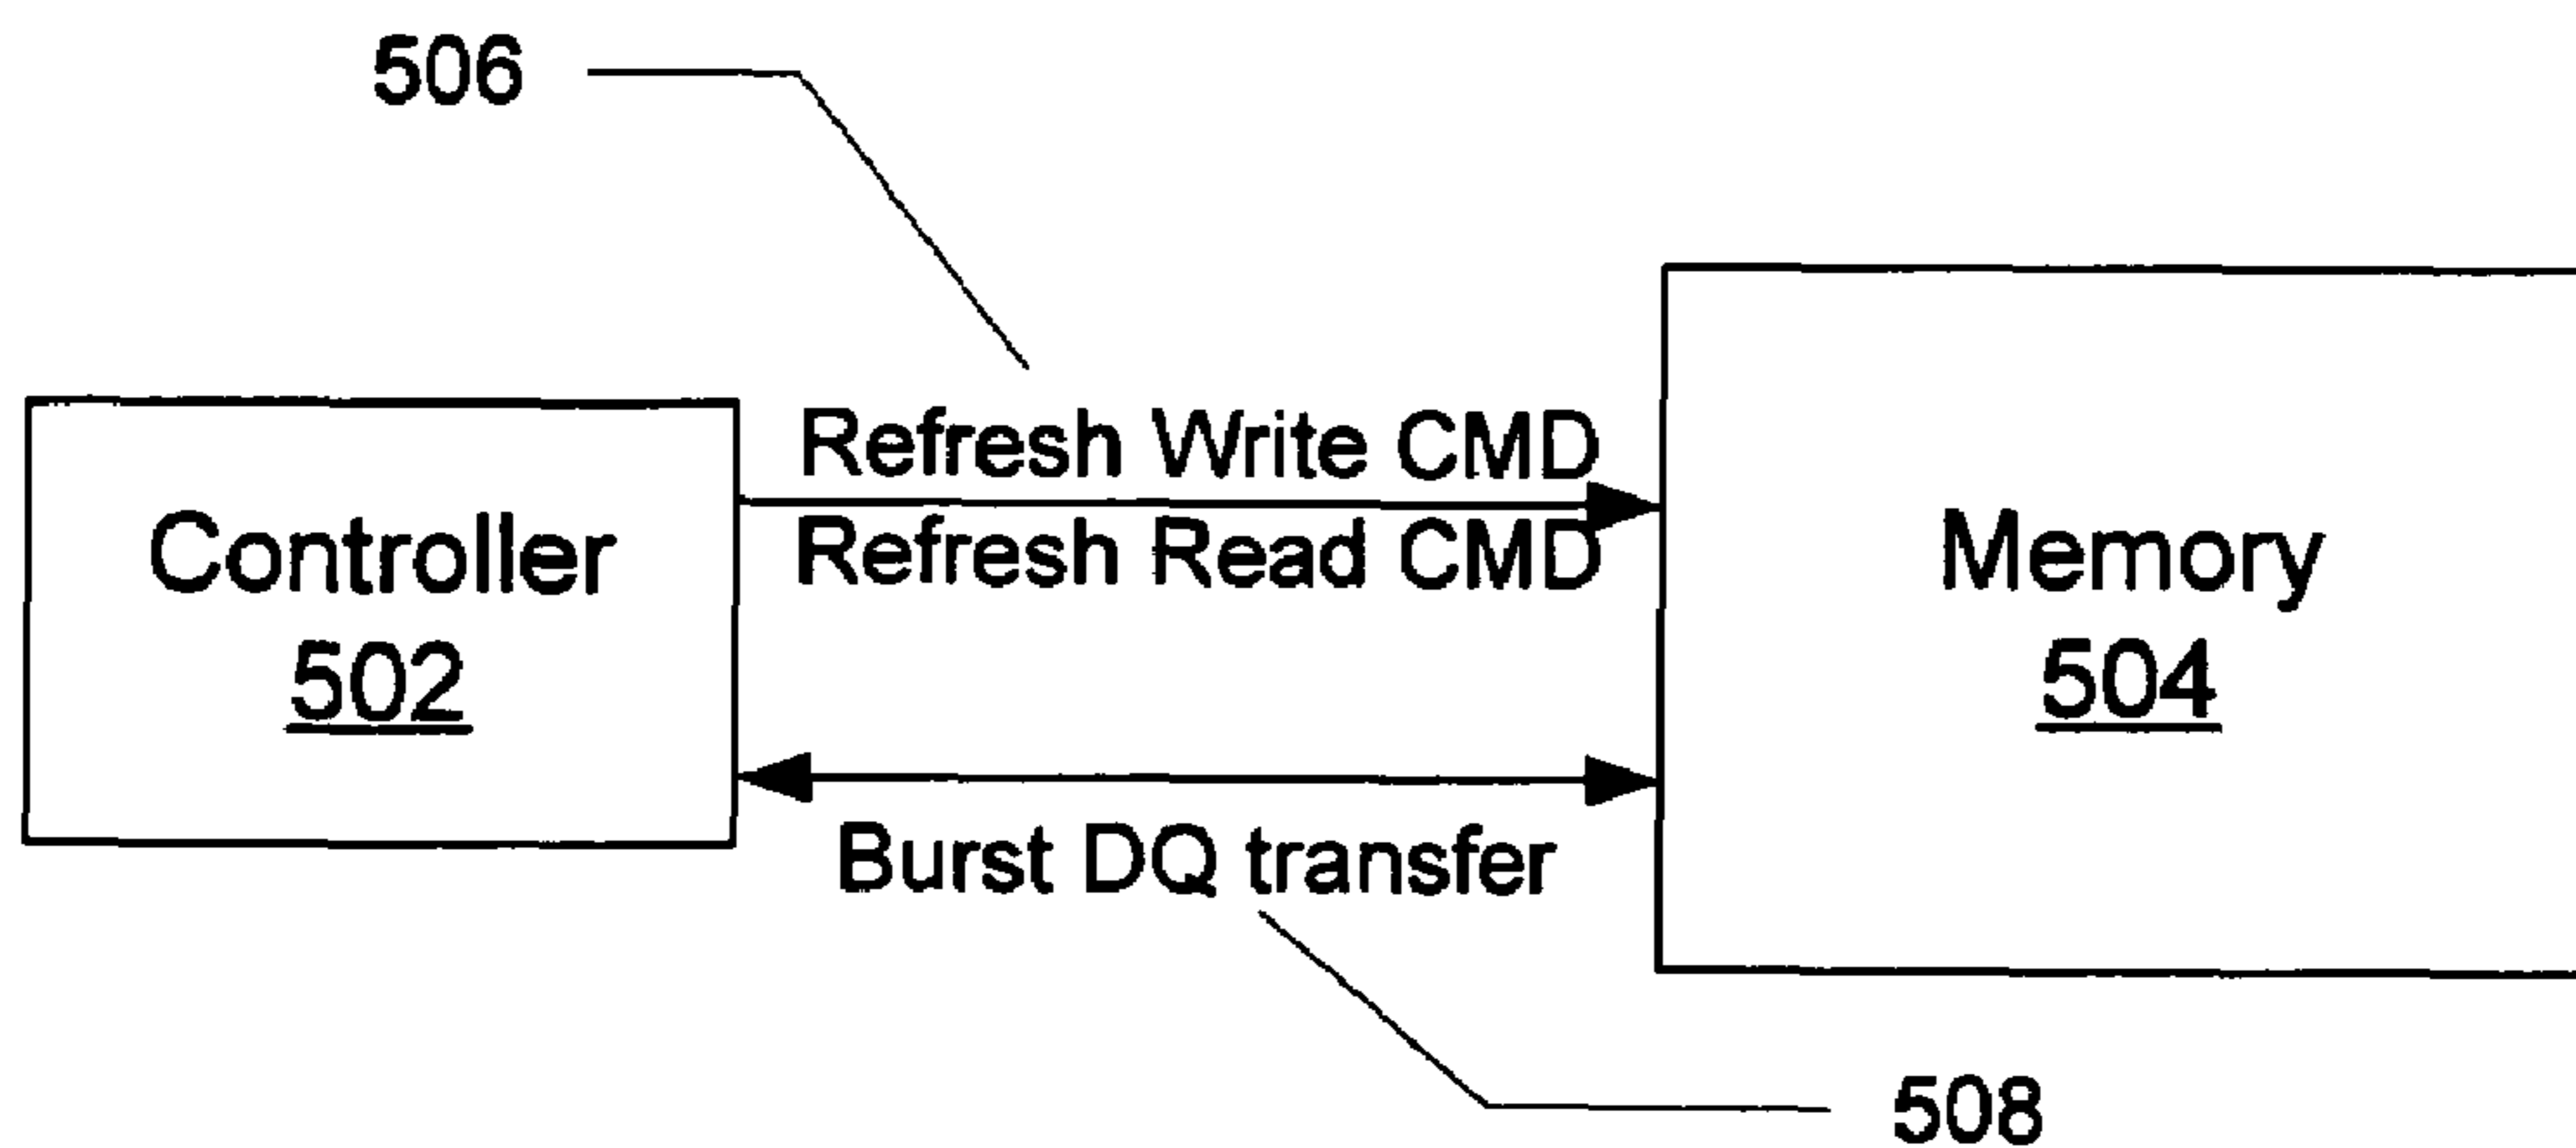 506
Refresh Write CMD
Refresh Read CMD
Controller
502
Memory
504
Burst DQ transfer
508